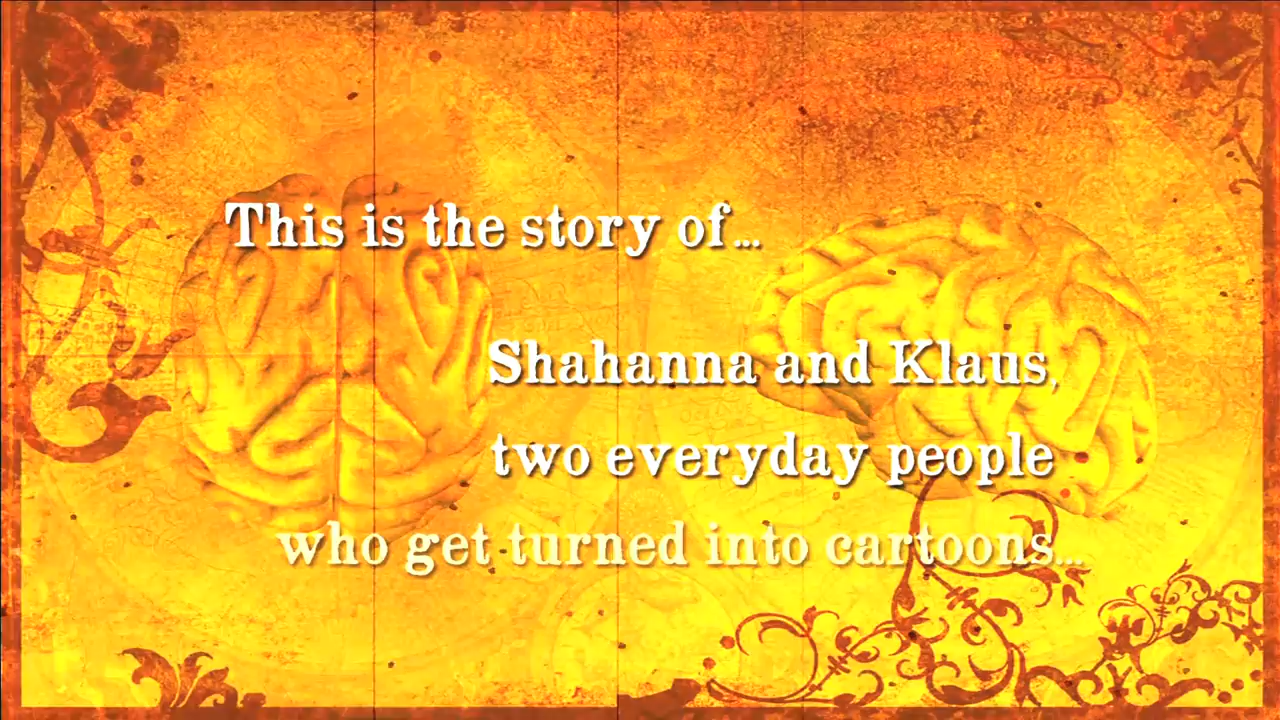 This is the story of...
Shahanna and Klaus,
two everyday people
who get turned into cartoons...